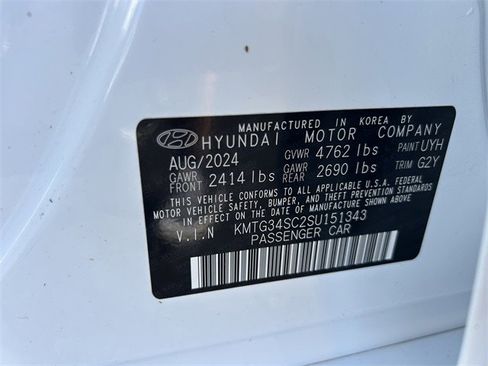 MANUFACTURED IN KOREA BY
HYUNDAI MOTOR COMPANY
AUG/2024 GVWR 4762 lbs PAINT UYH
GAWR FRONT 2414 lbs GAWR REAR 2690 lbs TRIM G2Y
THIS VEHICLE CONFORMS TO ALL APPLICABLE U.S.A. FEDERAL
MOTOR VEHICLE SAFETY, BUMPER, AND THEFT PREVENTION
STANDARDS IN EFFECT ON THE DATE OF MANUFACTURE SHOWN ABOVE.
V.I.N KMTG34SC2SU151343
PASSENGER CAR